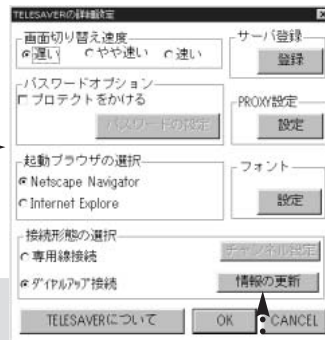 TELESAVERの詳細設定
画面切り替え速度
遅い やや速い 速い
サーバ登録
登録
パスワードオプション
プロテクトをかける
パスワードの設定
PROXY設定
設定
起動ブラウザの選択
Netscape Navigator
Internet Explore
フォント
設定
接続形態の選択
専用線接続
チャンネル設定
ダイヤルアップ接続
情報の更新
TELESAVERについて OK CANCEL